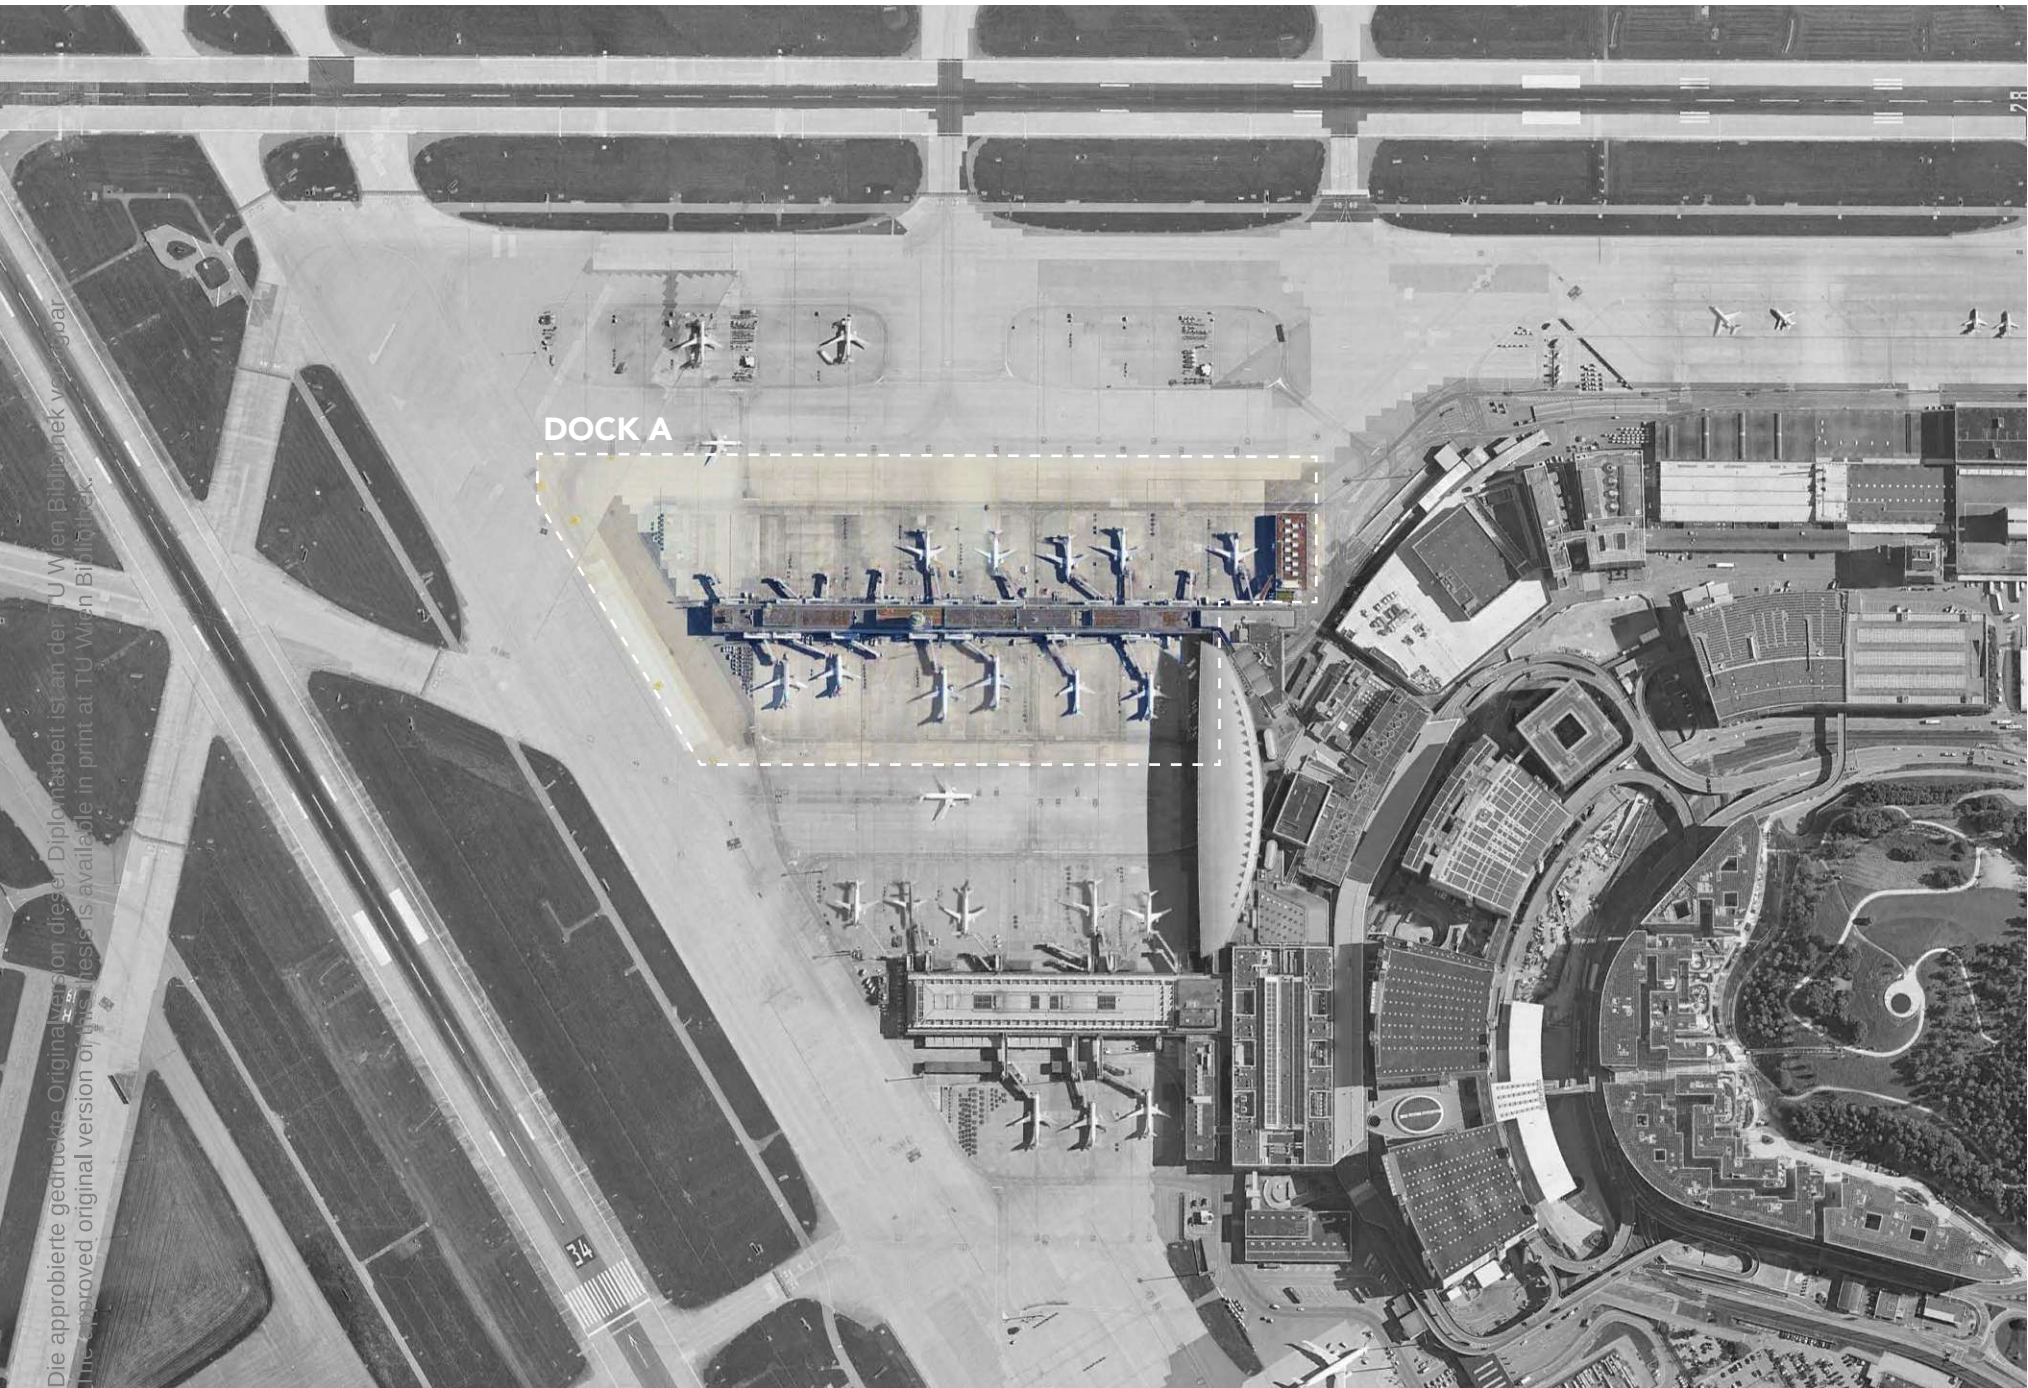 DOCK A
28
34
Die approbierte gedruckte Originalversion dieser Diplomarbeit ist an der TU Wien Bibliothek verfügbar
The approved original version of this thesis is available in print at TU Wien Bibliothek.